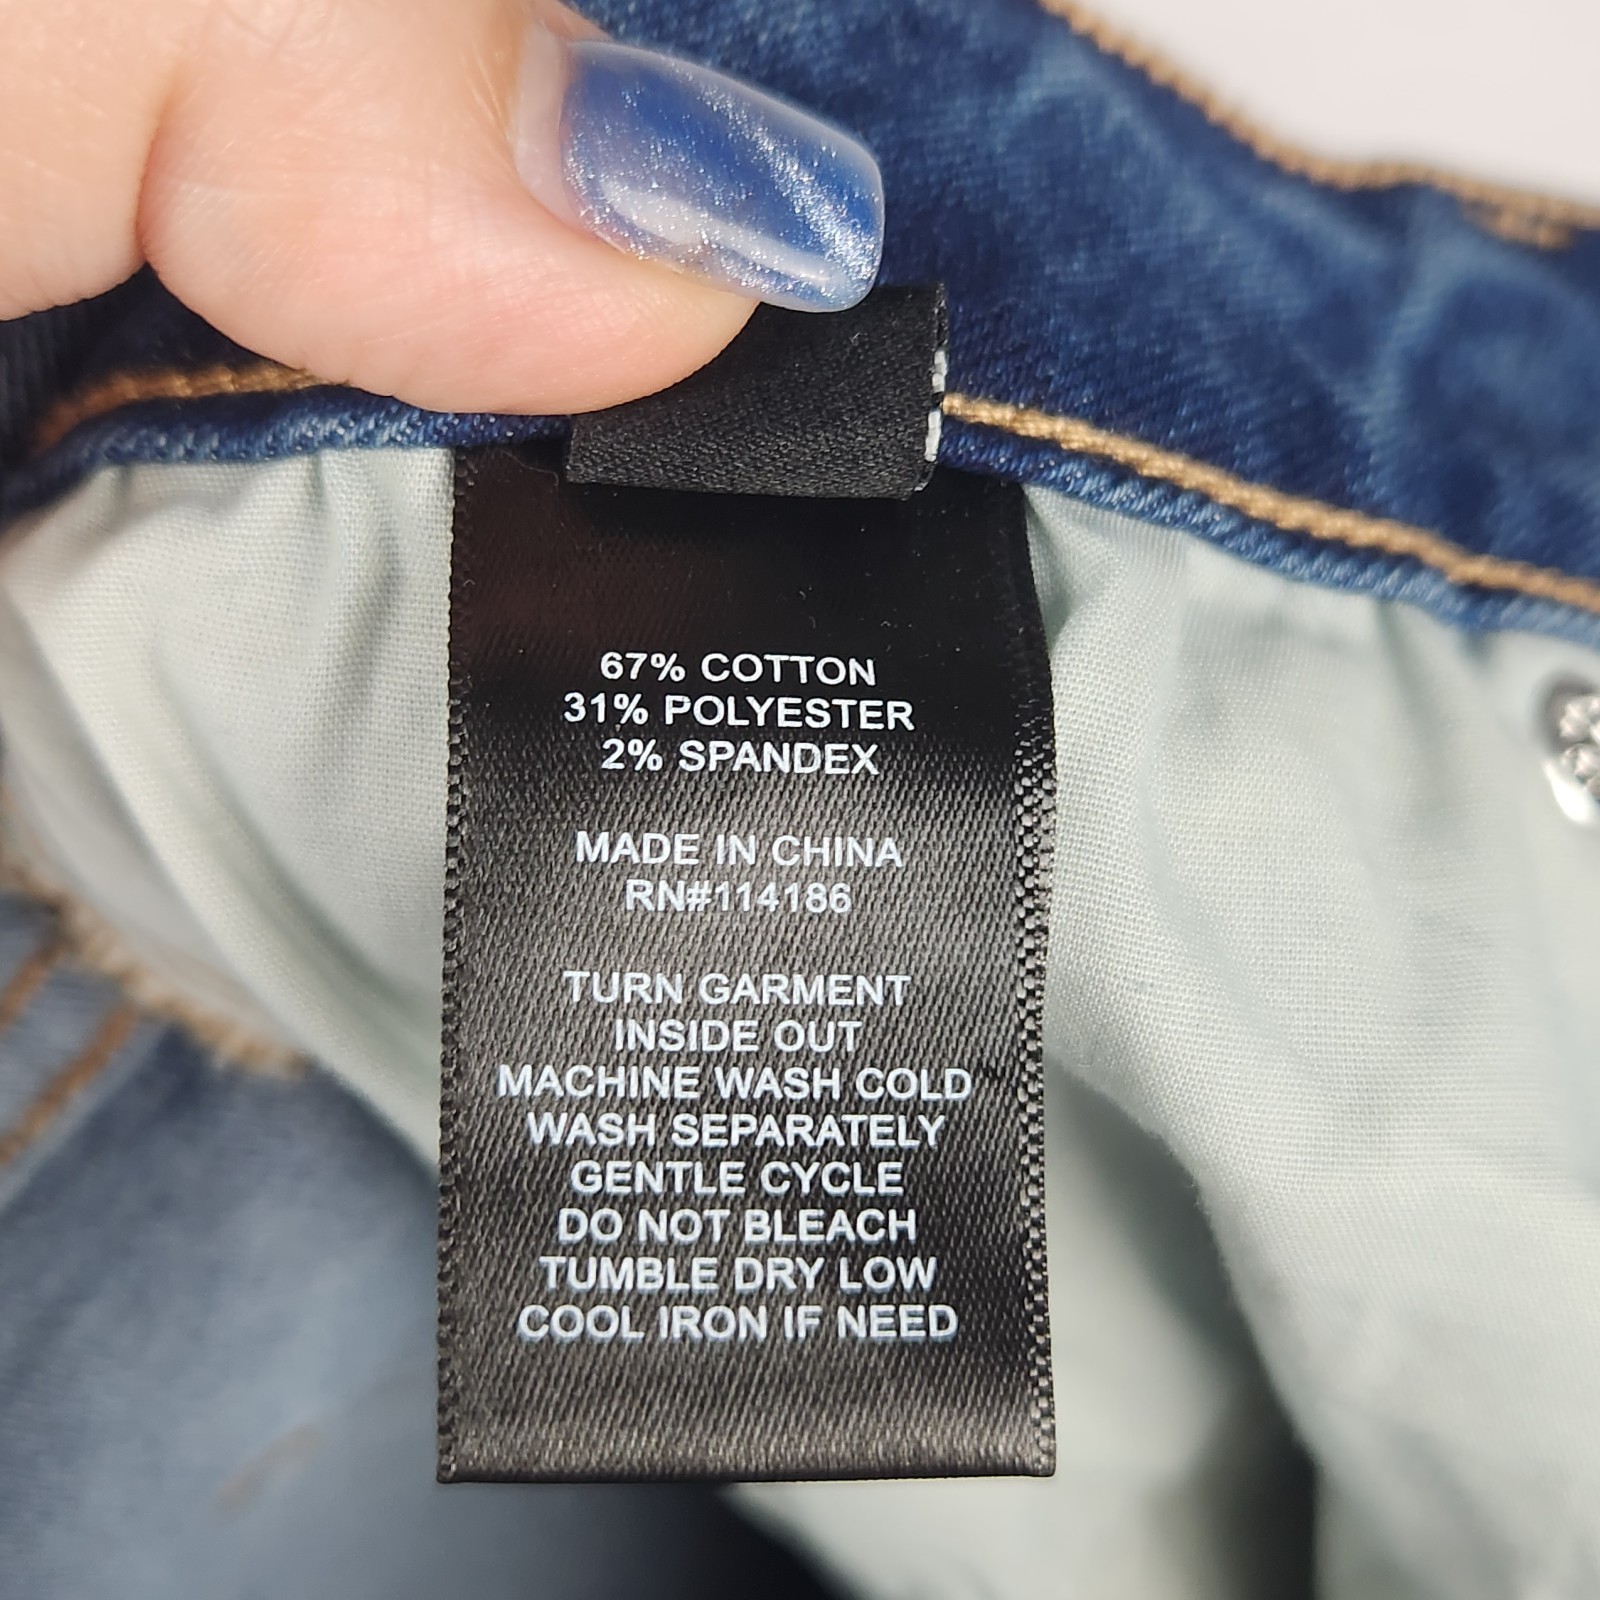 67% COTTON
31% POLYESTER
2% SPANDEX
MADE IN CHINA
RN#114186
TURN GARMENT
INSIDE OUT
MACHINE WASH COLD
WASH SEPARATELY
GENTLE CYCLE
DO NOT BLEACH
TUMBLE DRY LOW
COOL IRON IF NEED